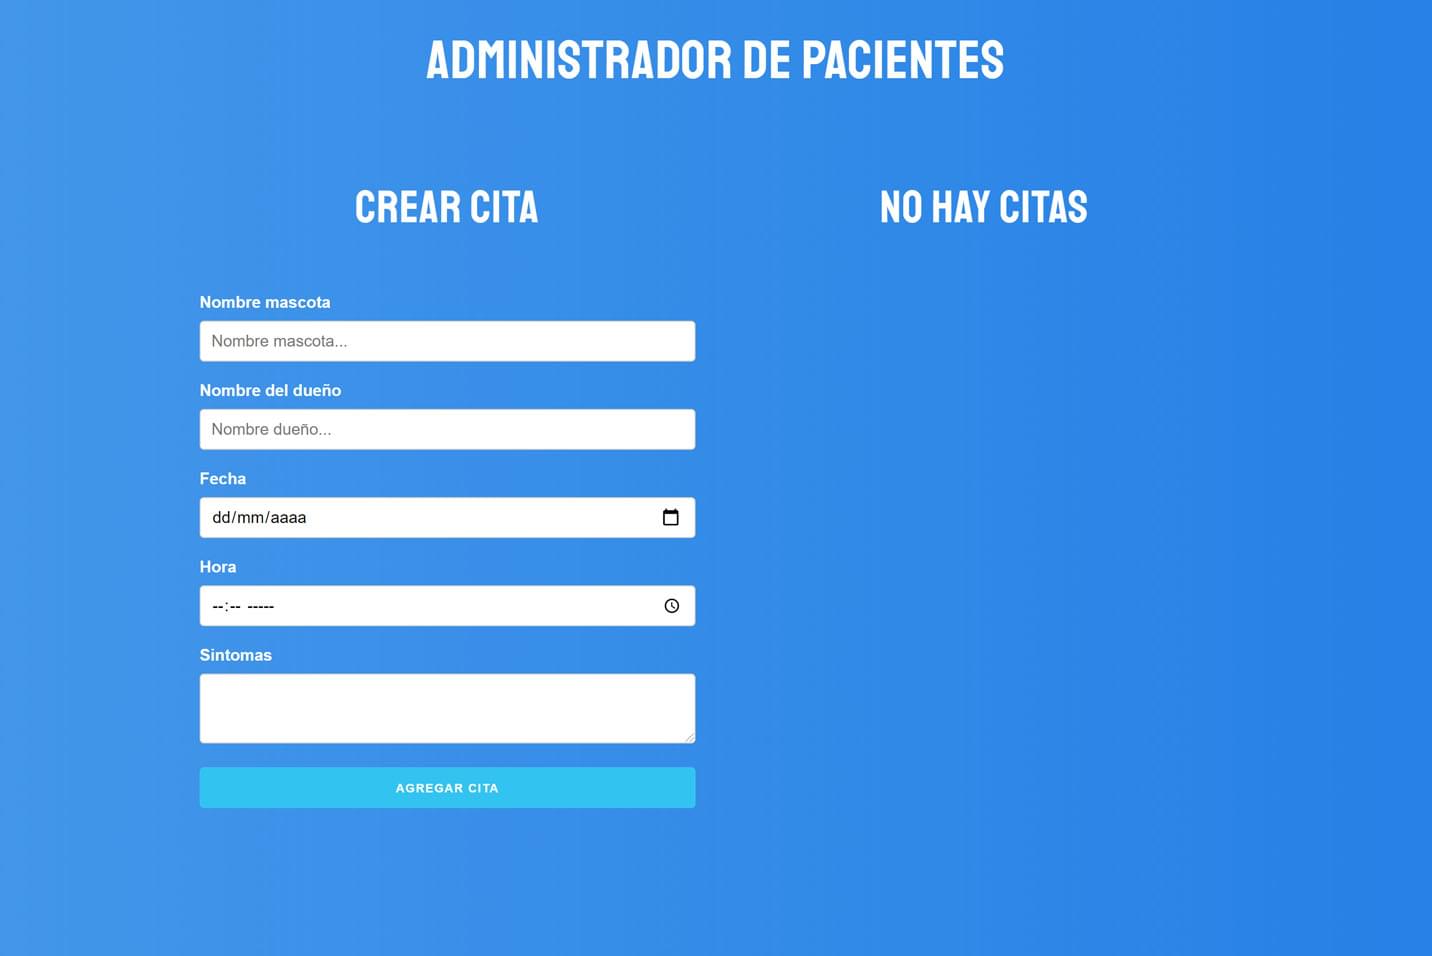 ADMINISTRADOR DE PACIENTES
CREAR CITA
Nombre mascota
Nombre mascota...
Nombre del dueño
Nombre dueño...
Fecha
dd/mm/aaaa
Hora
--:-- -----
Sintomas
AGREGAR CITA
NO HAY CITAS